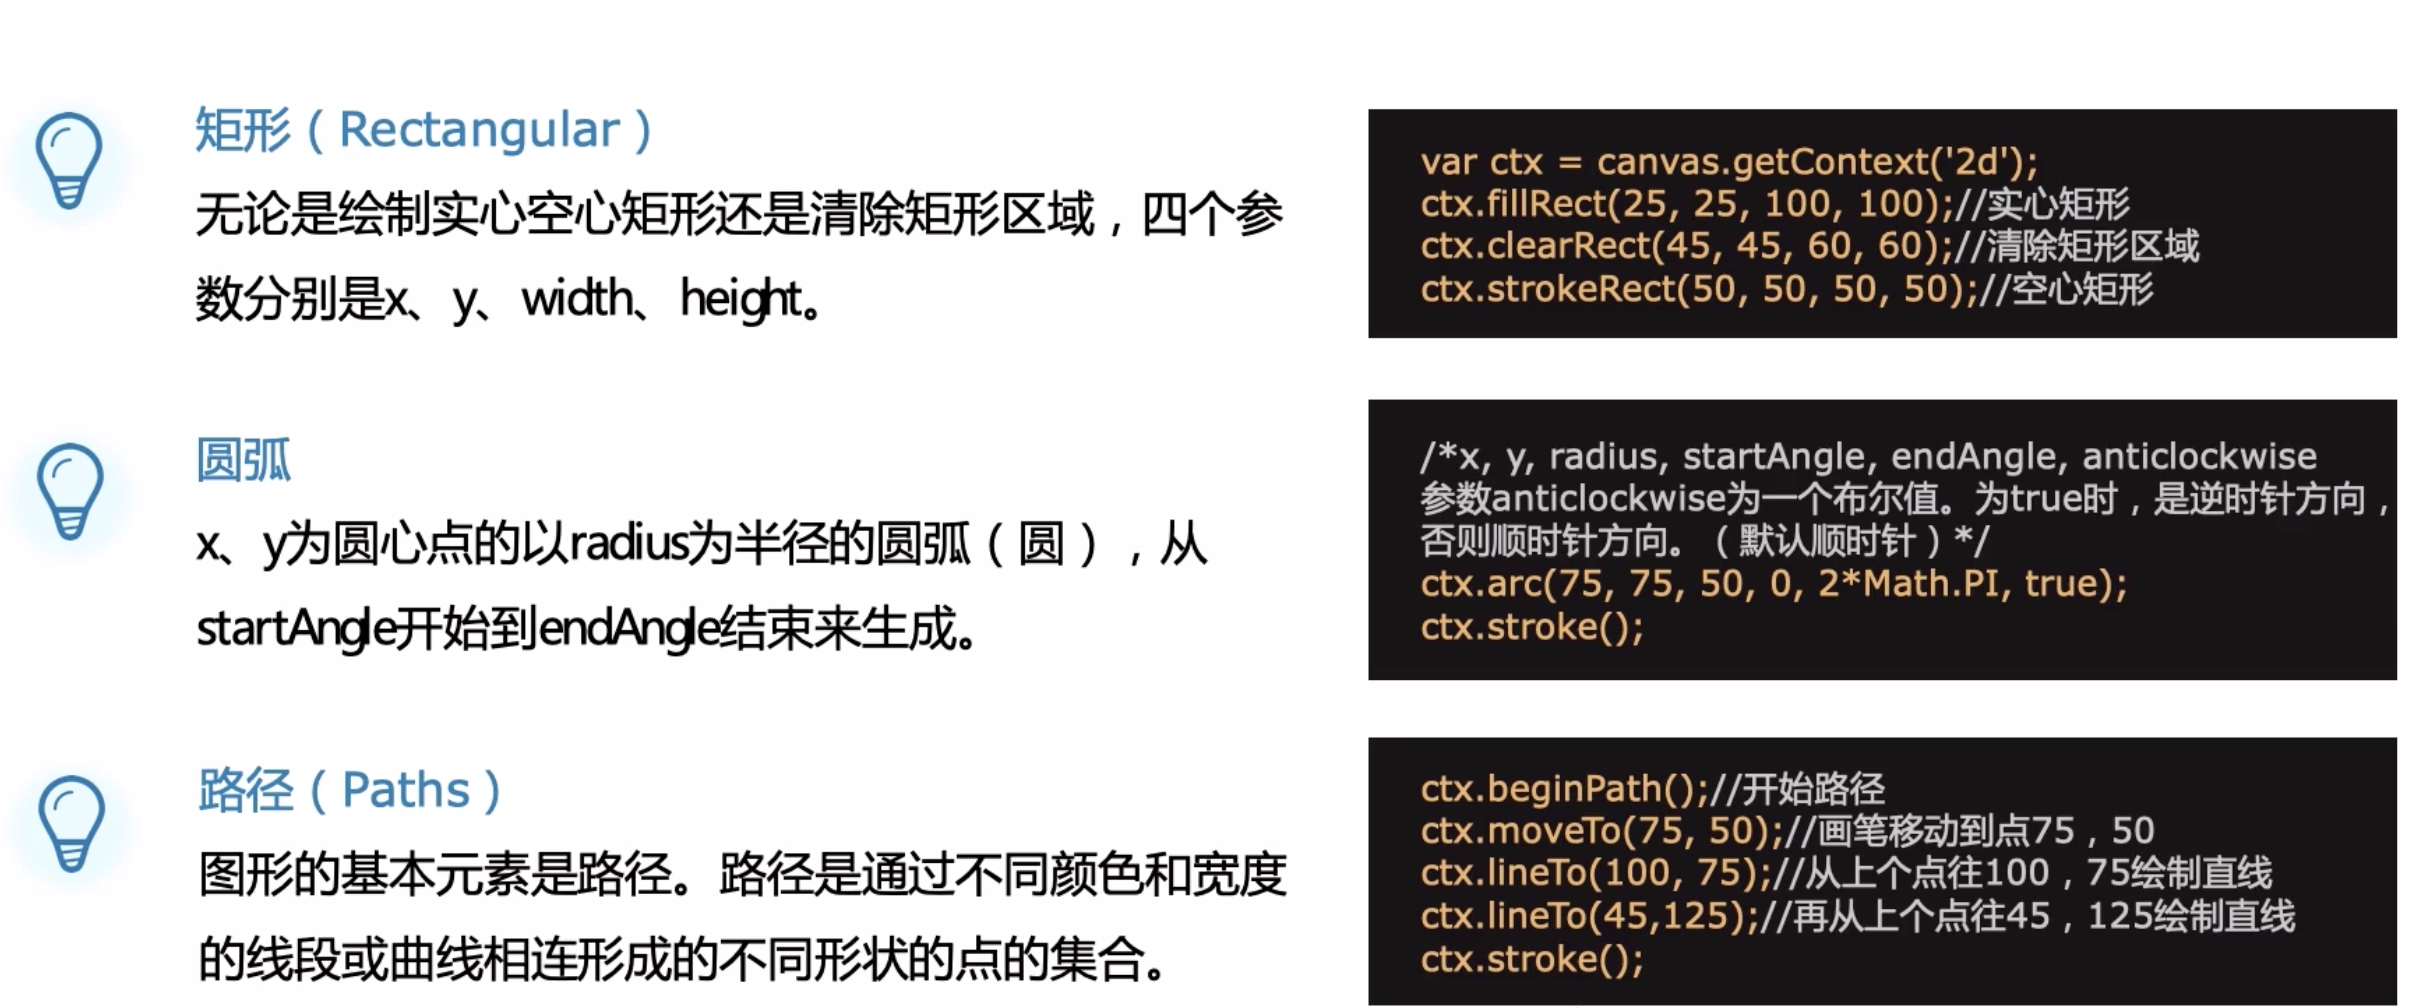 矩形（Rectangular）
无论是绘制实心空心矩形还是清除矩形区域，四个参
数分别是x、y、width、height。
var ctx = canvas.getContext('2d');
ctx.fillRect(25, 25, 100, 100);//实心矩形
ctx.clearRect(45, 45, 60, 60);//清除矩形区域
ctx.strokeRect(50, 50, 50, 50);//空心矩形
圆弧
x、y为圆心点的以radius为半径的圆弧（圆），从
startAngle开始到endAngle结束来生成。
/*x, y, radius, startAngle, endAngle, anticlockwise
参数anticlockwise为一个布尔值。为true时，是逆时针方向，
否则顺时针方向。（默认顺时针）*/
ctx.arc(75, 75, 50, 0, 2*Math.PI, true);
ctx.stroke();
路径（Paths）
图形的基本元素是路径。路径是通过不同颜色和宽度
的线段或曲线相连形成的不同形状的点的集合。
ctx.beginPath();//开始路径
ctx.moveTo(75, 50);//画笔移动到点75，50
ctx.lineTo(100, 75);//从上个点往100，75绘制直线
ctx.lineTo(45,125);//再从上个点往45，125绘制直线
ctx.stroke();